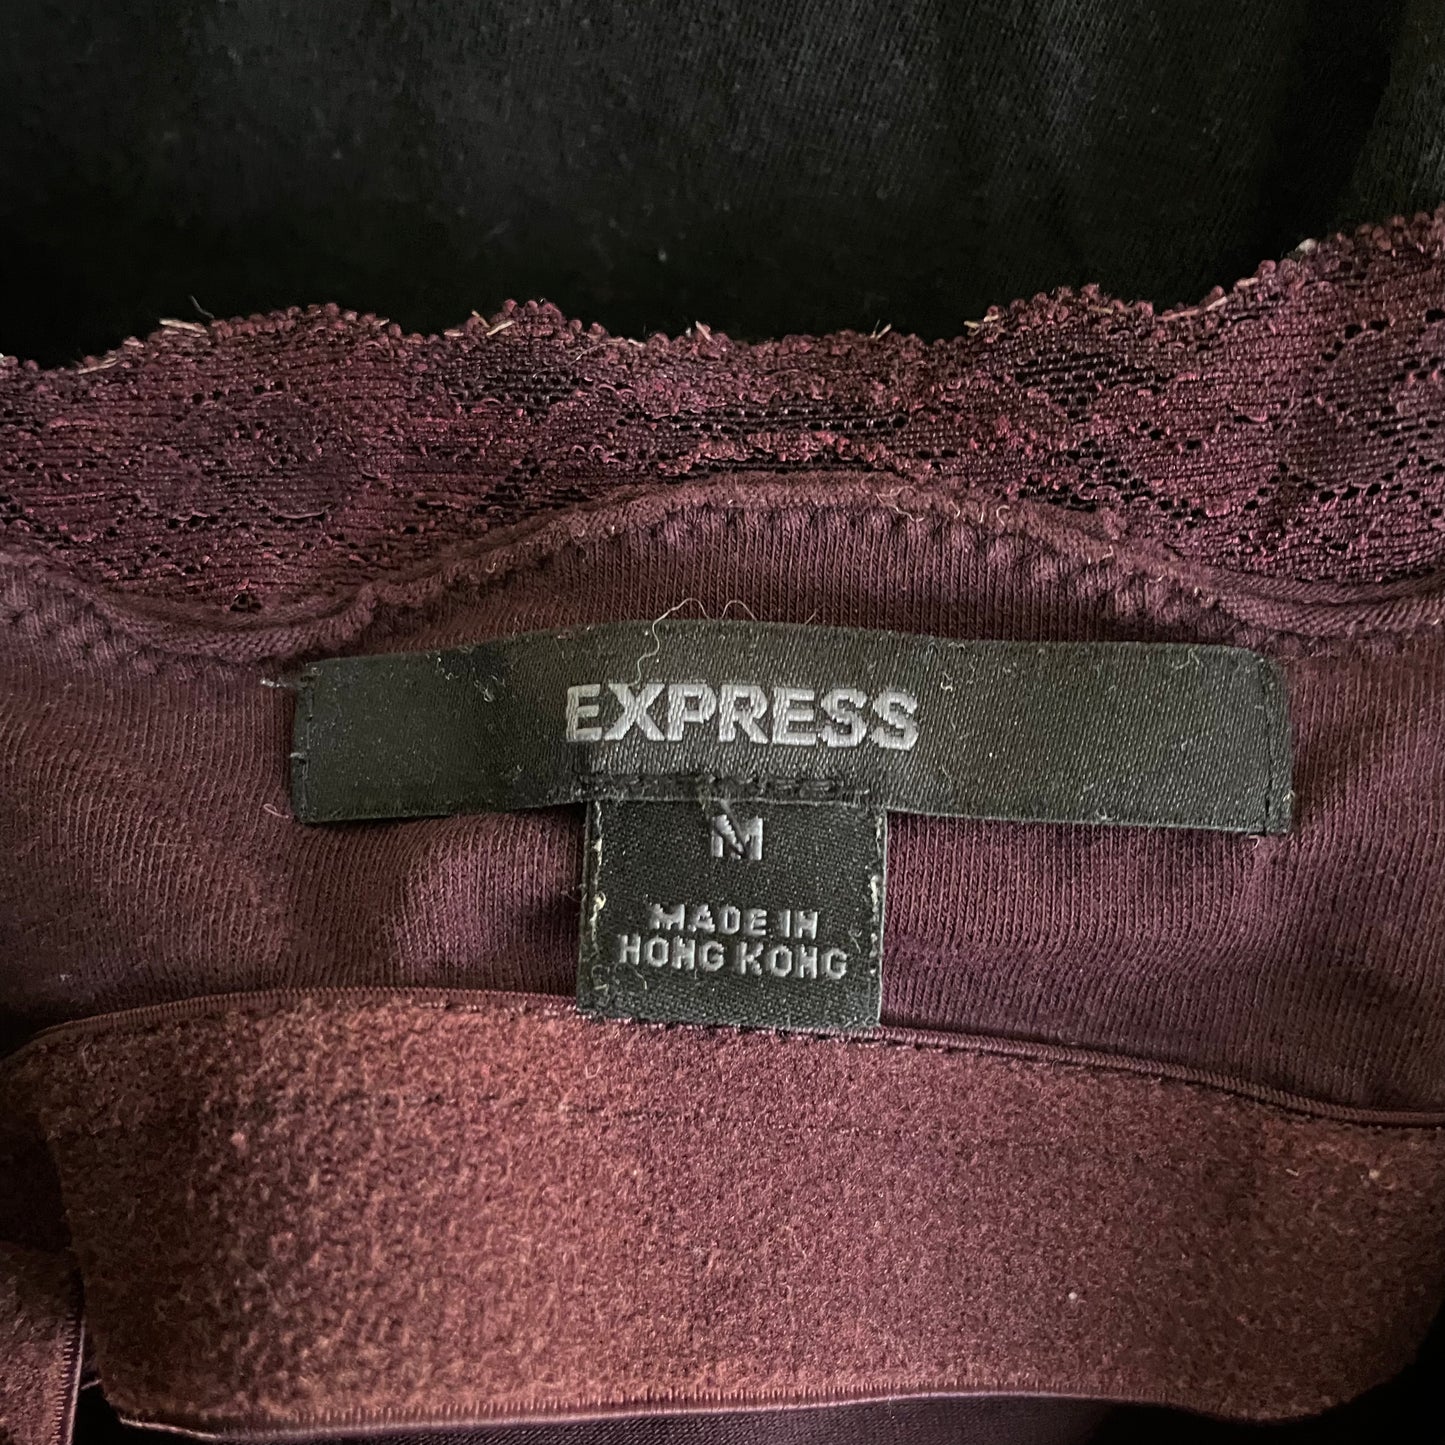 EXPRESS
M
MADE IN
HONG KONG